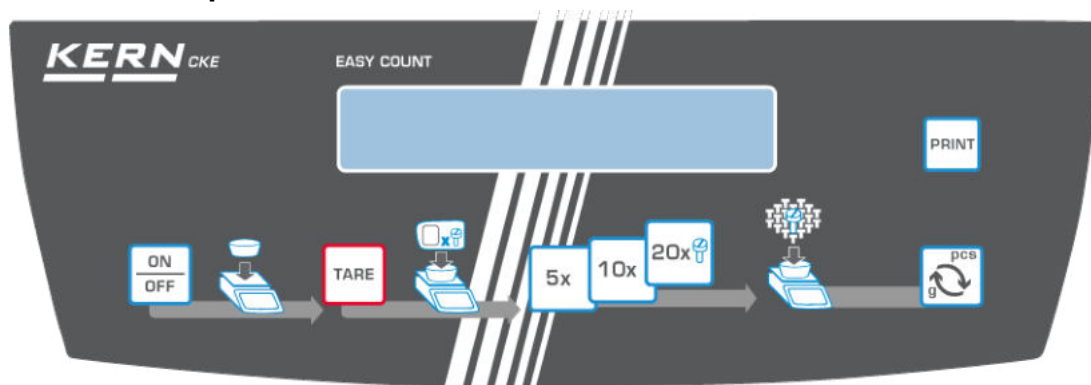 KERN CKE
EASY COUNT
PRINT
ON
OFF
TARE
x
5x
10x
20x
pcs
g